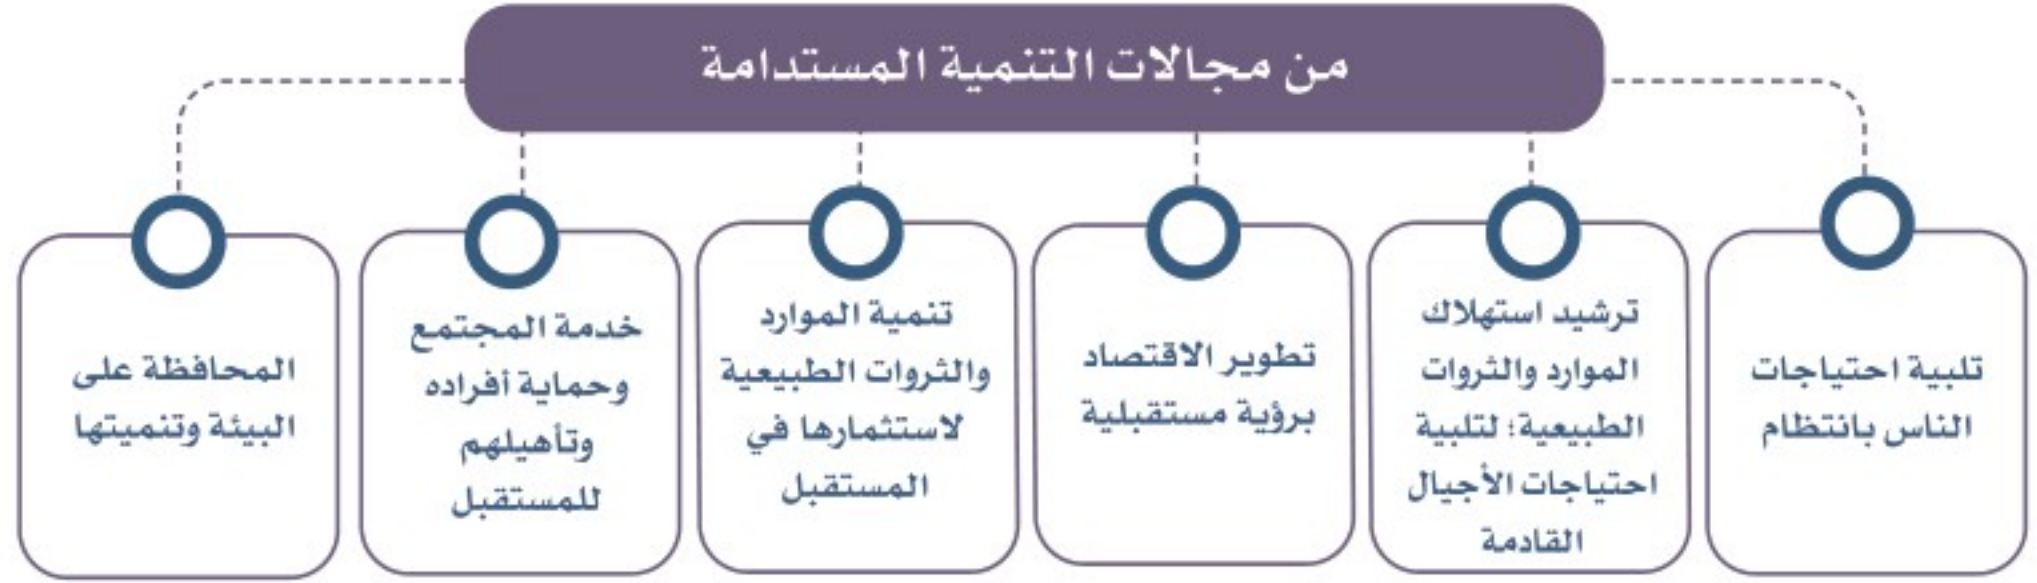 من مجالات التنمية المستدامة
تلبية احتياجات
الناس بانتظام
ترشيد استهلاك
الموارد والثروات
الطبيعية؛ لتلبية
احتياجات الأجيال
القادمة
تطوير الاقتصاد
برؤية مستقبلية
تنمية الموارد
والثروات الطبيعية
لاستثمارها في
المستقبل
خدمة المجتمع
وحماية أفراده
وتأهيلهم
للمستقبل
المحافظة على
البيئة وتنميتها